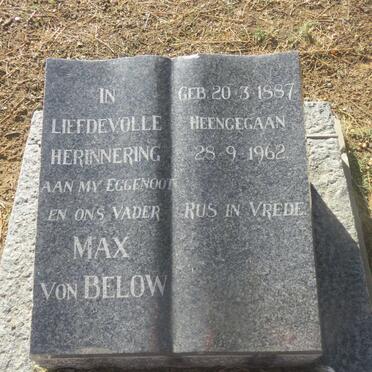 IN
LIEFDEVOLLE
HERINNERING
AAN MY EGGENOOT
EN ONS VADER
MAX
VON BELOW
GEB. 20-3-1887
HEENGEGAAN
28-9-1962
RUS IN VREDE